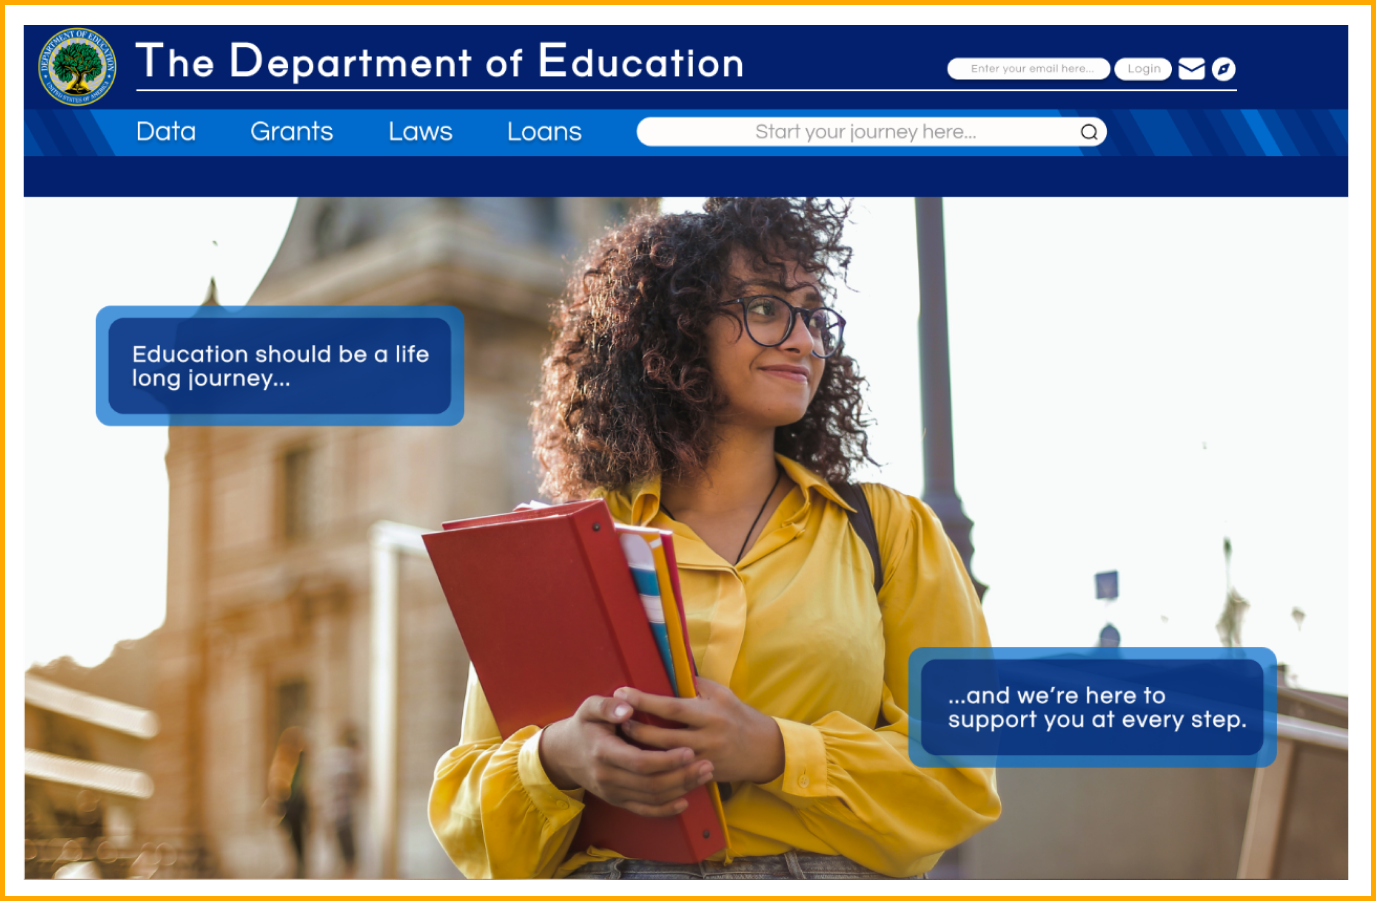 DEPARTMENT OF EDUCATION
UNITED STATES OF AMERICA
The Department of Education
Enter your email here...
Login
Data
Grants
Laws
Loans
Start your journey here...
Education should be a life
long journey...
...and we're here to
support you at every step.